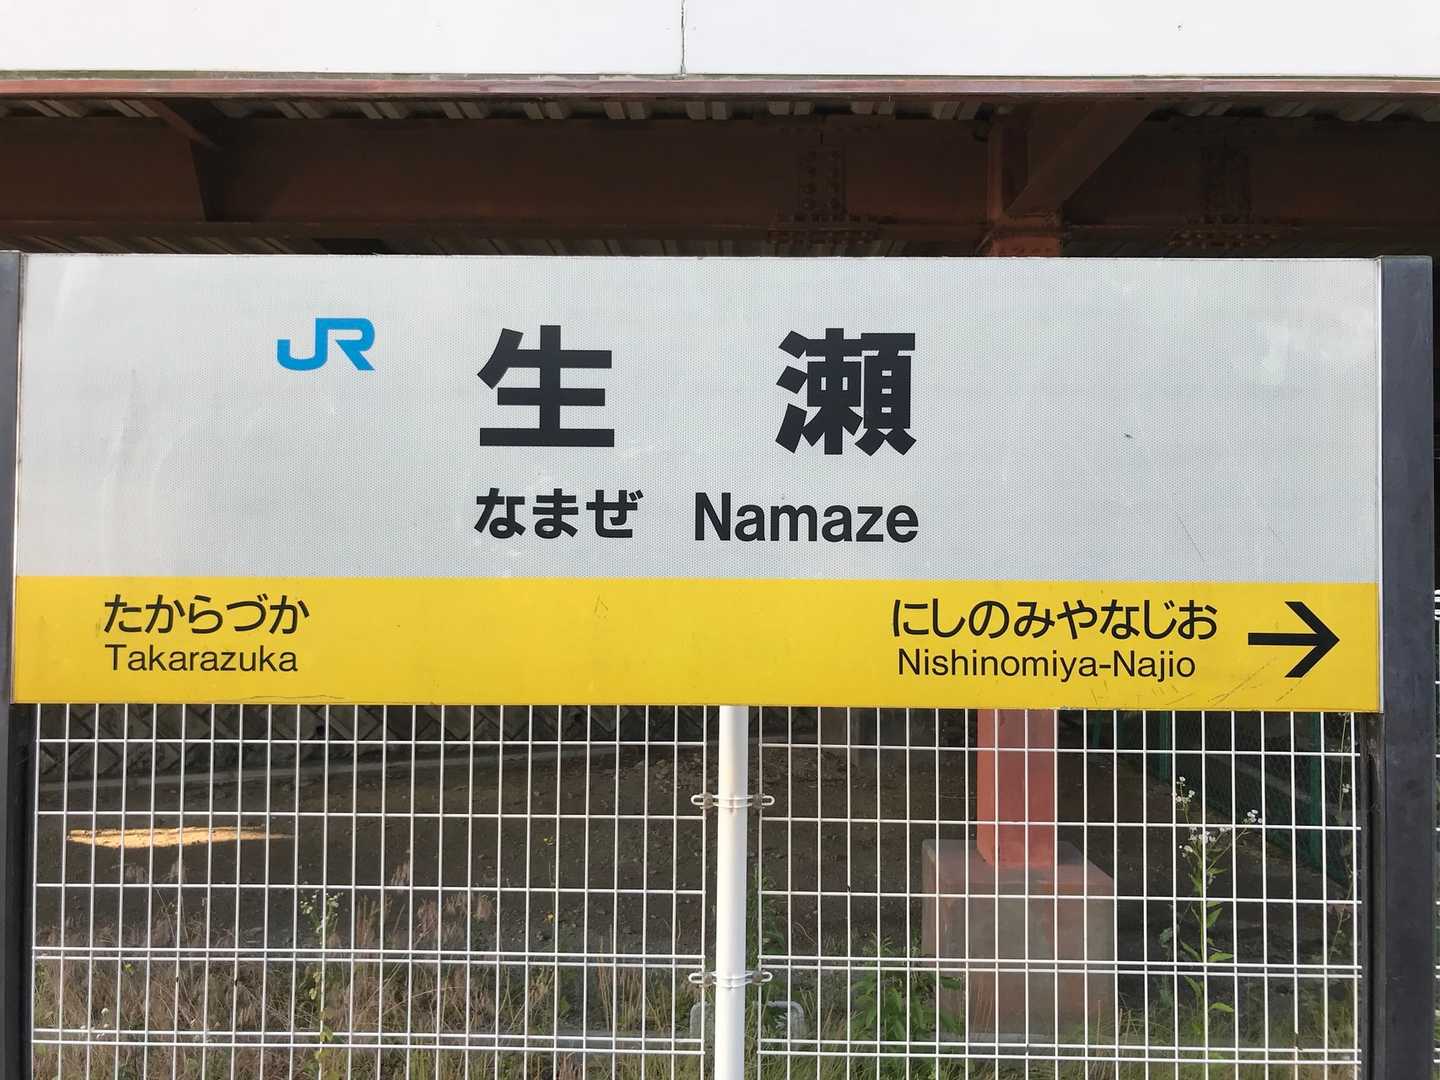 JR 生瀬
なまぜ Namaze
たからづか にしのみやなじお →
Takarazuka Nishinomiya-Najio